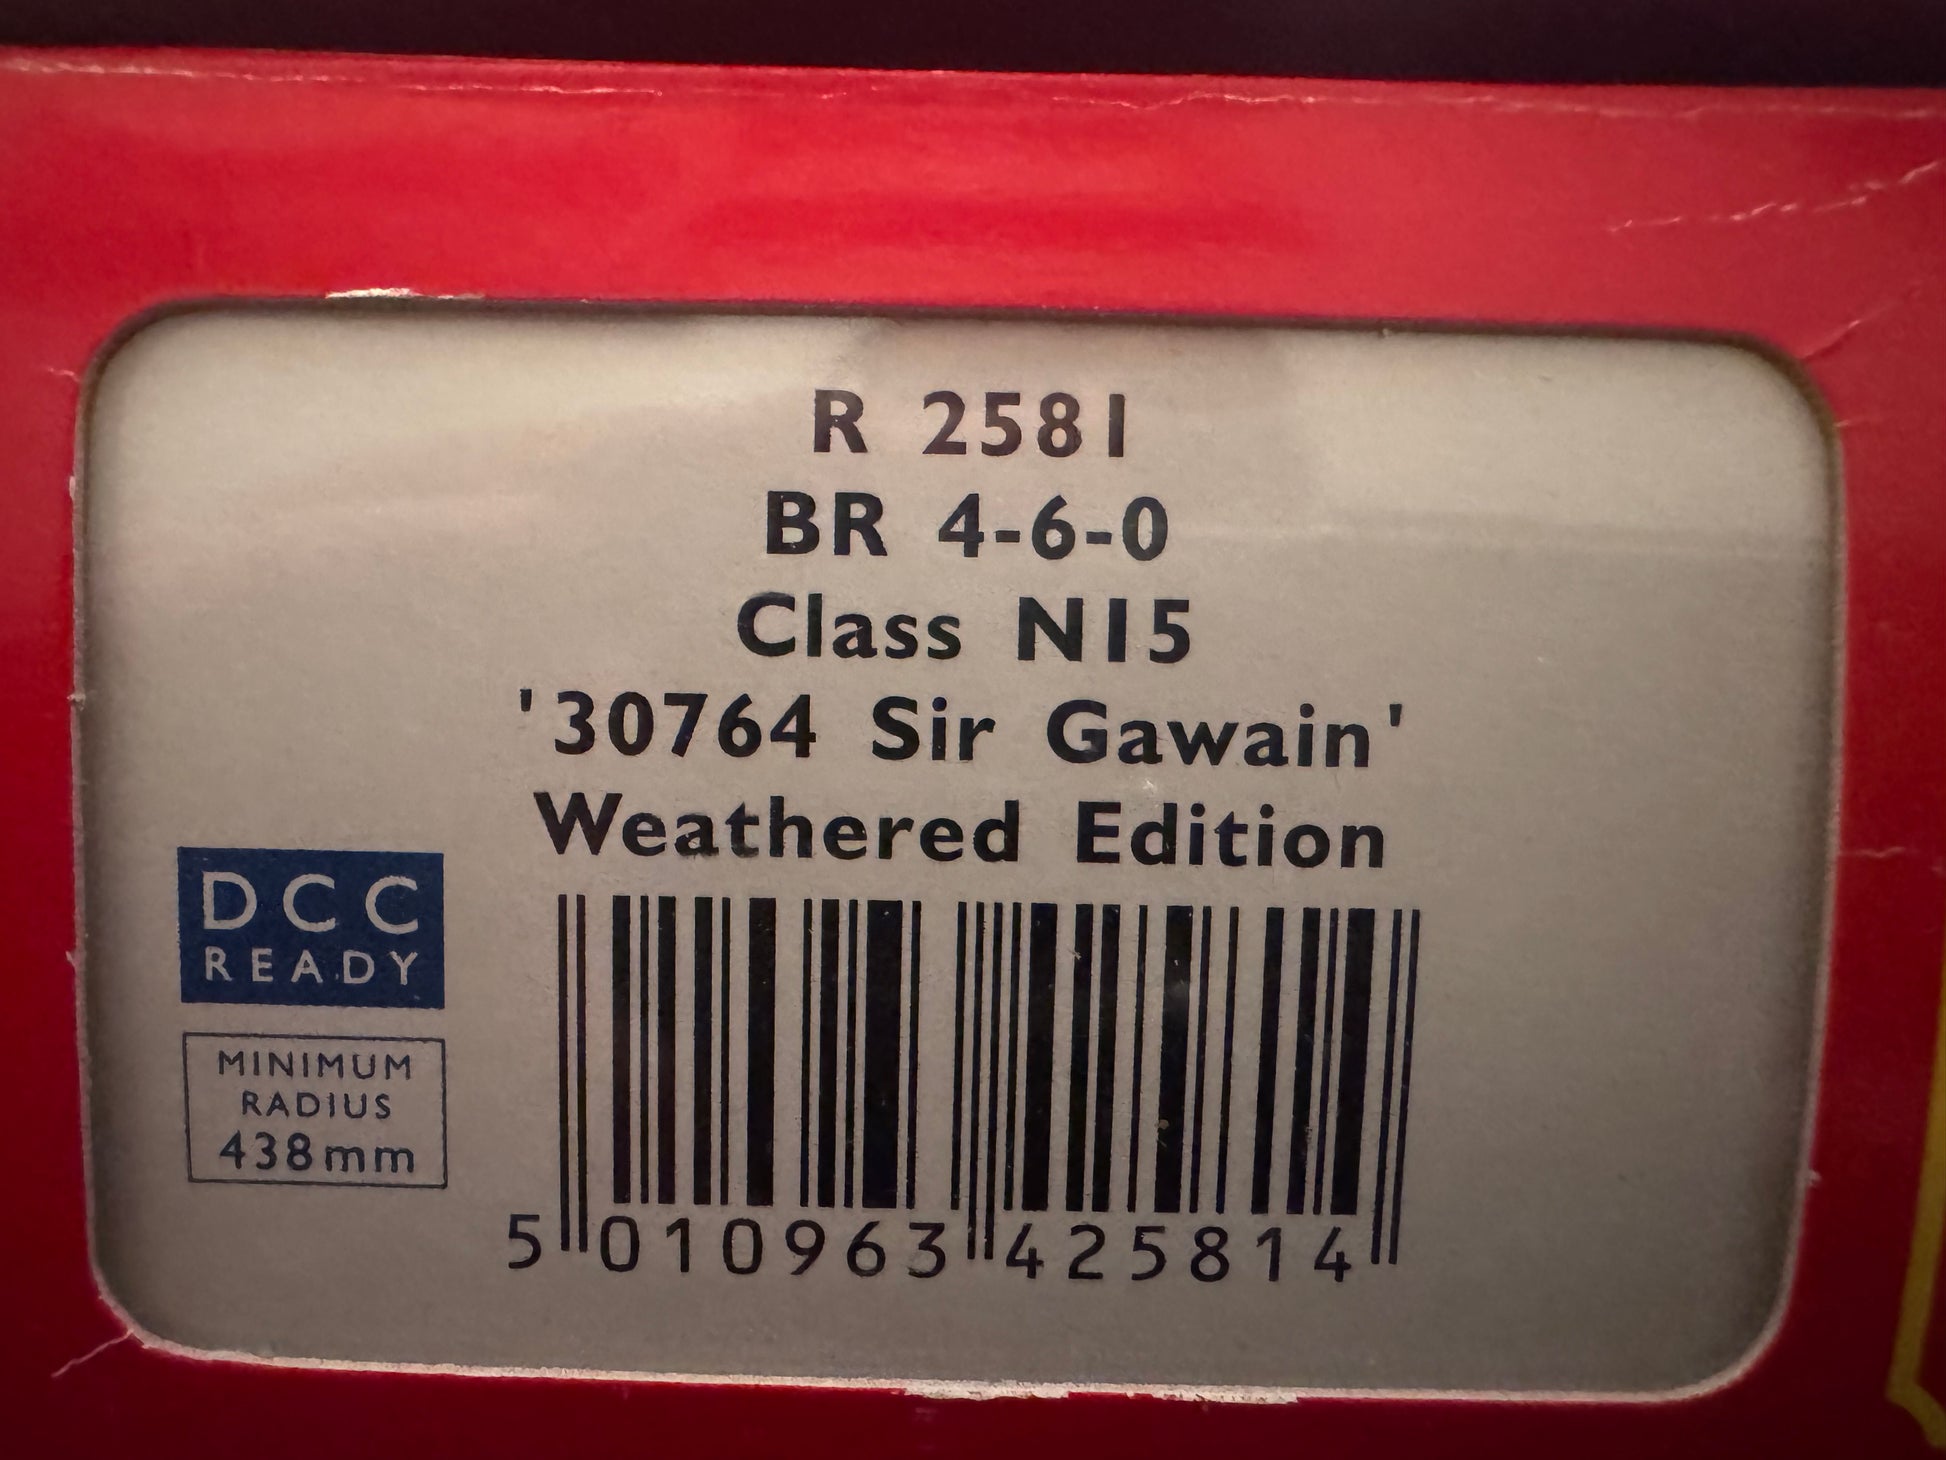 R 2581
BR 4-6-0
Class N15
'30764 Sir Gawain'
Weathered Edition
DCC
READY
MINIMUM
RADIUS
438mm
5 010963 425814